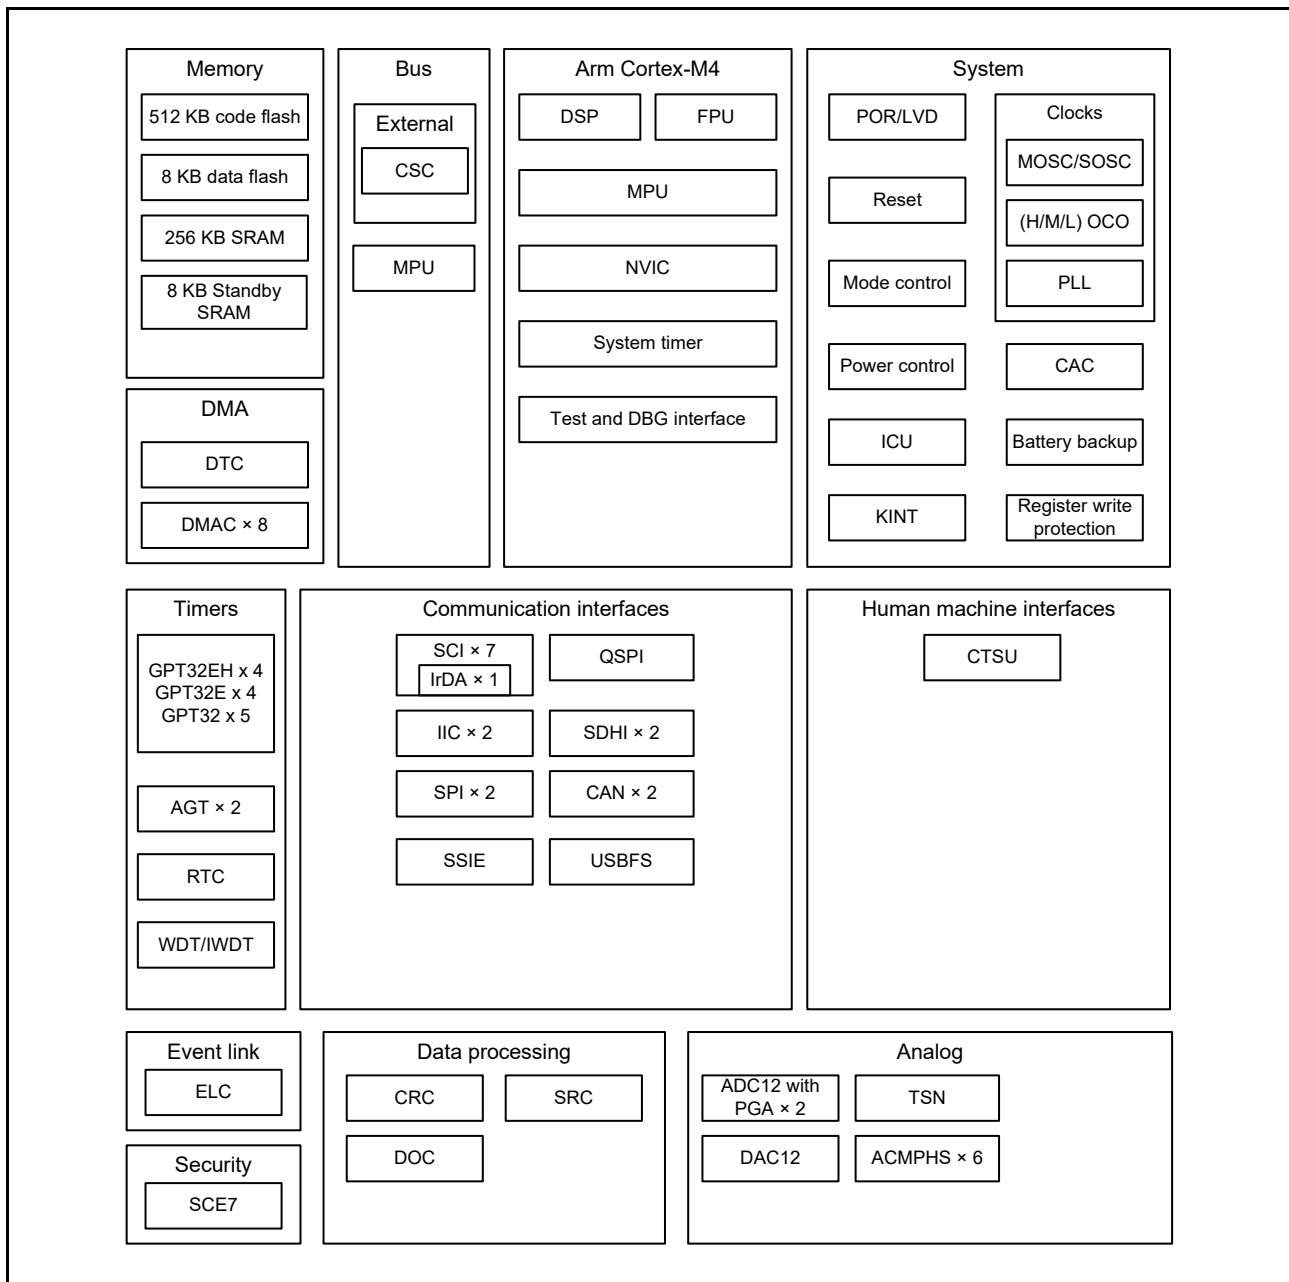 Memory
512 KB code flash
8 KB data flash
256 KB SRAM
8 KB Standby
SRAM
DMA
DTC
DMAC × 8
Bus
External
CSC
MPU
Arm Cortex-M4
DSP
FPU
MPU
NVIC
System timer
Test and DBG interface
System
POR/LVD
Reset
Mode control
Power control
ICU
KINT
Clocks
MOSC/SOSC
(H/M/L) OCO
PLL
CAC
Battery backup
Register write
protection
Timers
GPT32EH x 4
GPT32E x 4
GPT32 x 5
AGT × 2
RTC
WDT/IWDT
Communication interfaces
SCI × 7
IrDA × 1
QSPI
IIC × 2
SDHI × 2
SPI × 2
CAN × 2
SSIE
USBFS
Human machine interfaces
CTSU
Event link
ELC
Security
SCE7
Data processing
CRC
SRC
DOC
Analog
ADC12 with
PGA × 2
TSN
DAC12
ACMPHS × 6